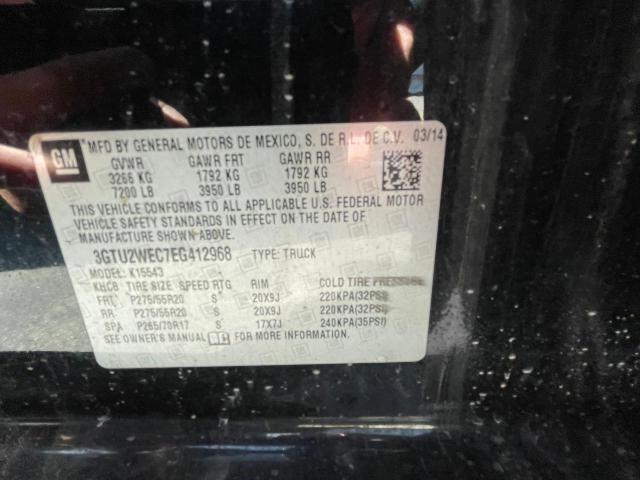 GM
MFD BY GENERAL MOTORS DE MEXICO, S. DE R.L. DE C.V. 03/14
GVWR GAWR FRT GAWR RR
3266 KG 1792 KG 1792 KG
7200 LB 3950 LB 3950 LB
THIS VEHICLE CONFORMS TO ALL APPLICABLE U.S. FEDERAL MOTOR
VEHICLE SAFETY STANDARDS IN EFFECT ON THE DATE OF
MANUFACTURE SHOWN ABOVE.
3GTU2WEC7EG412968 TYPE: TRUCK
MODEL: K15543
KHCB TIRE SIZE SPEED RTG RIM COLD TIRE PRESSURE
FRT P275/55R20 S 20X9J 220KPA(32PSI)
RR P275/55R20 S 20X9J 220KPA(32PSI)
SPA P265/70R17 S 17X7J 240KPA(35PSI)
SEE OWNER'S MANUAL FOR MORE INFORMATION.